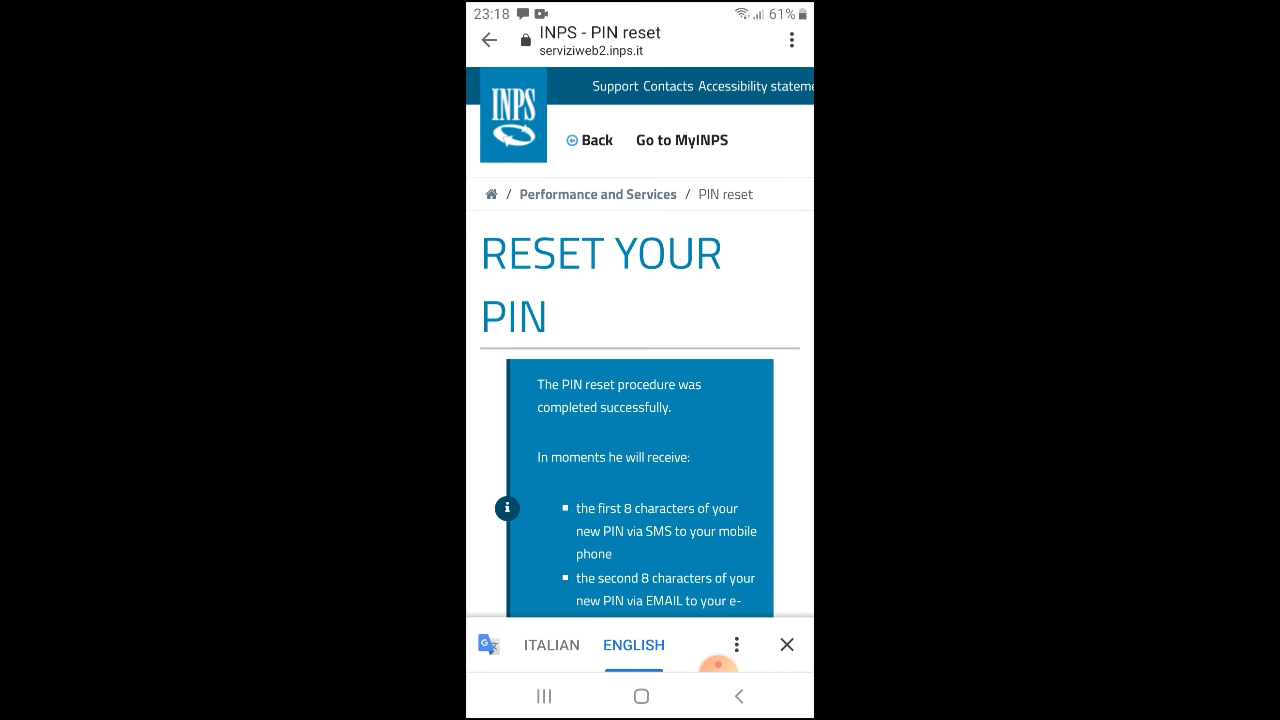 23:18 61%
INPS - PIN reset
serviziweb2.inps.it
Support Contacts Accessibility stateme
INPS
Back Go to MyINPS
/ Performance and Services / PIN reset
RESET YOUR
PIN
The PIN reset procedure was
completed successfully.
In moments he will receive:
the first 8 characters of your
new PIN via SMS to your mobile
phone
the second 8 characters of your
new PIN via EMAIL to your e-
ITALIAN ENGLISH